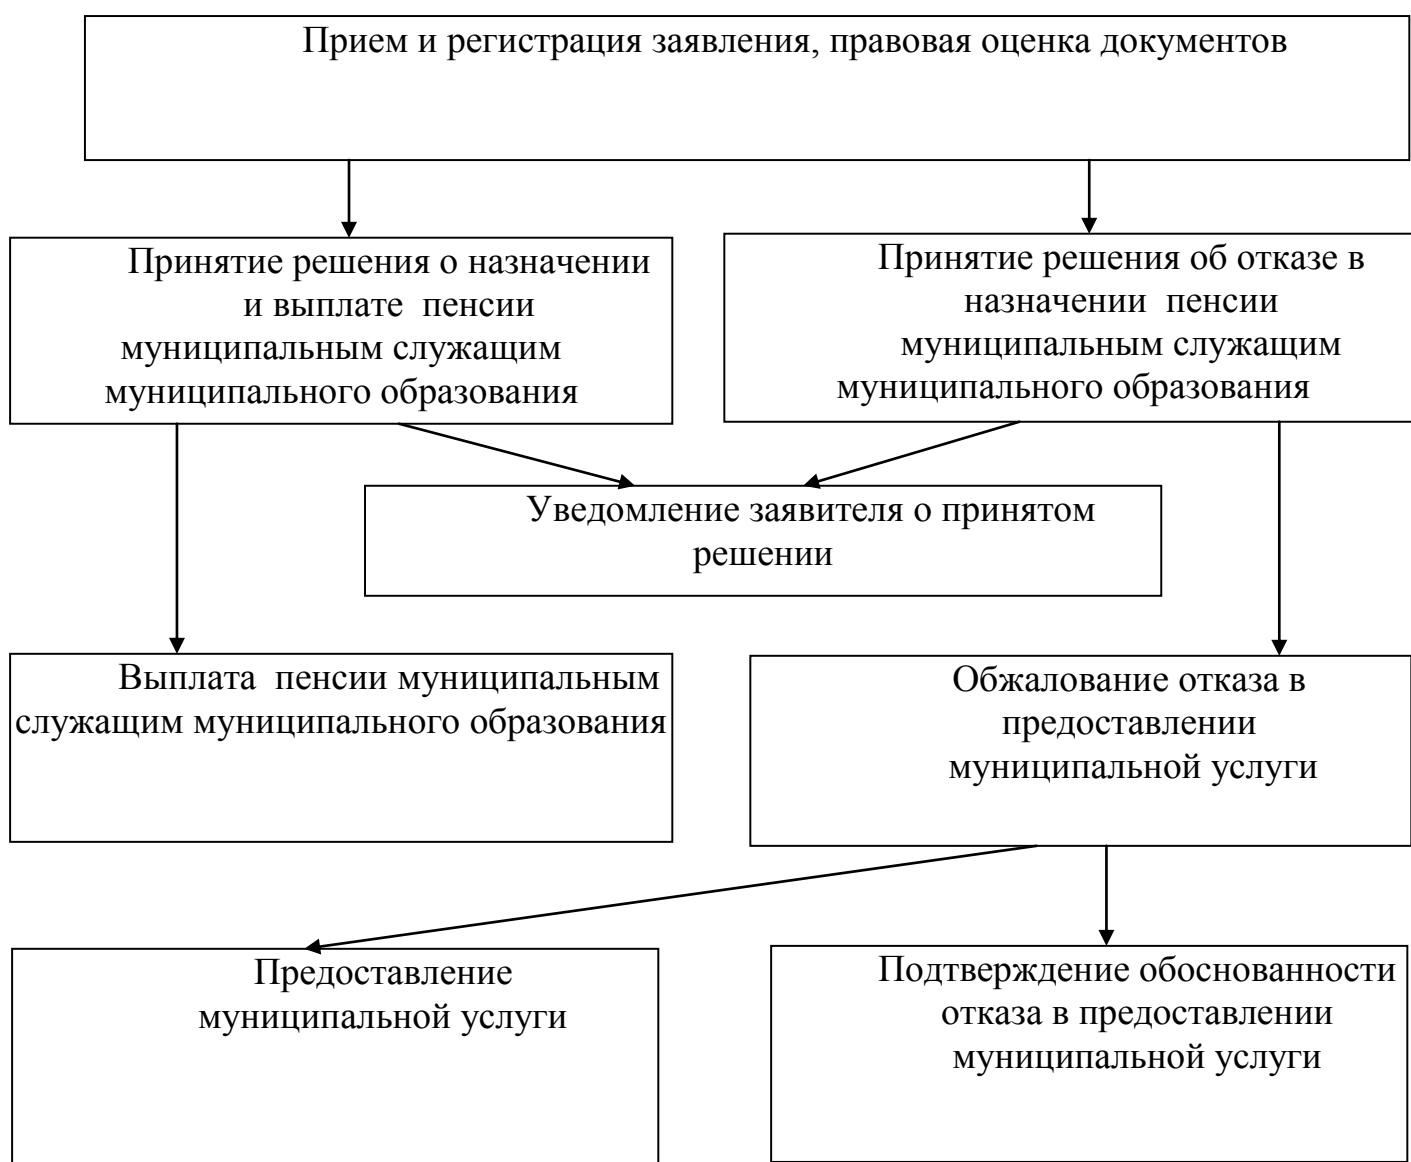 Прием и регистрация заявления, правовая оценка документов
Принятие решения о назначении
и выплате пенсии
муниципальным служащим
муниципального образования
Принятие решения об отказе в
назначении пенсии
муниципальным служащим
муниципального образования
Уведомление заявителя о принятом
решении
Выплата пенсии муниципальным
служащим муниципального образования
Обжалование отказа в
предоставлении
муниципальной услуги
Предоставление
муниципальной услуги
Подтверждение обоснованности
отказа в предоставлении
муниципальной услуги